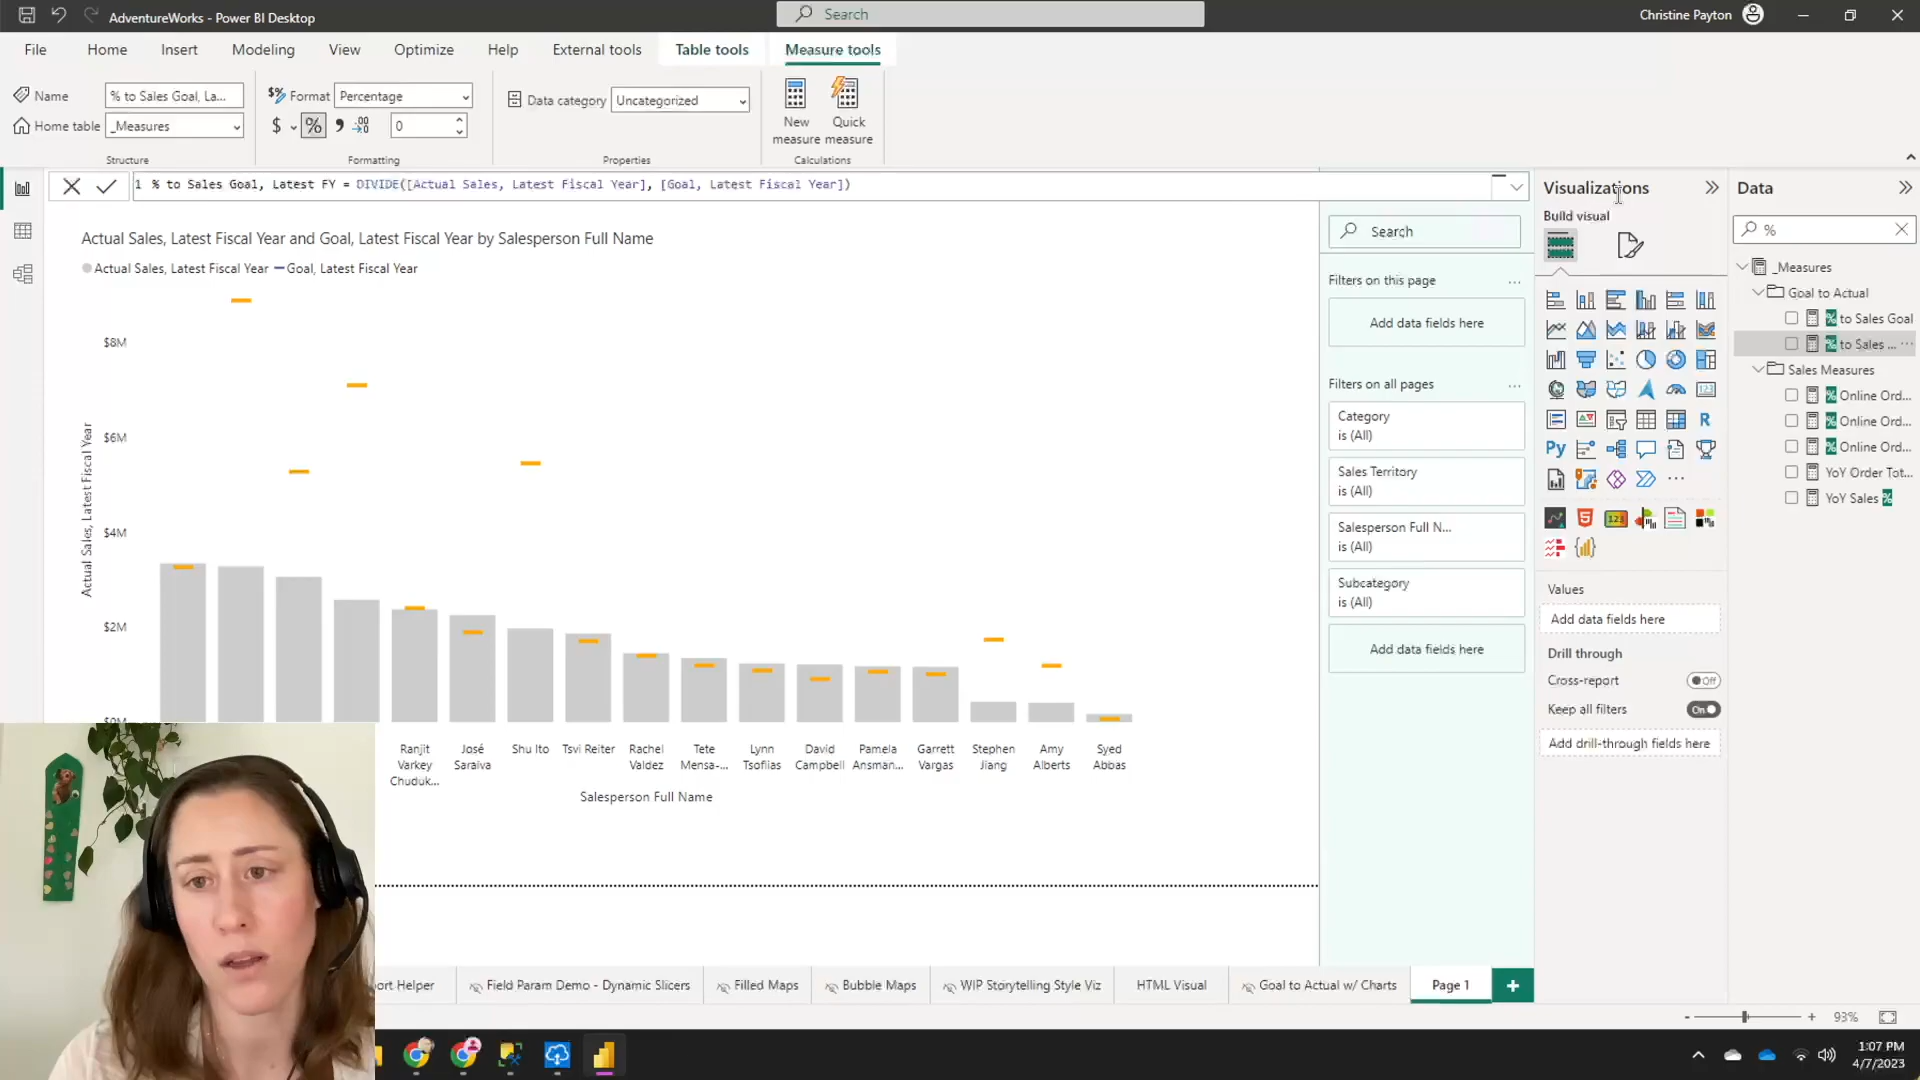 AdventureWorks - Power BI Desktop
Search
Christine Payton
File
Home
Insert
Modeling
View
Optimize
Help
External tools
Table tools
Measure tools
Name
% to Sales Goal, La...
Home table
_Measures
Structure
Format
Percentage
$
%
0
Formatting
Data category
Uncategorized
Properties
New measure
Quick measure
Calculations
1 % to Sales Goal, Latest FY = DIVIDE([Actual Sales, Latest Fiscal Year], [Goal, Latest Fiscal Year])
Actual Sales, Latest Fiscal Year and Goal, Latest Fiscal Year by Salesperson Full Name
Actual Sales, Latest Fiscal Year
Goal, Latest Fiscal Year
Actual Sales, Latest Fiscal Year
$8M
$6M
$4M
$2M
$0M
Ranjit Varkey Chuduk...
José Saraiva
Shu Ito
Tsvi Reiter
Rachel Valdez
Tete Mensa-...
Lynn Tsoflias
David Campbell
Pamela Ansman...
Garrett Vargas
Stephen Jiang
Amy Alberts
Syed Abbas
Salesperson Full Name
Search
Filters on this page
Add data fields here
Filters on all pages
Category
is (All)
Sales Territory
is (All)
Salesperson Full N...
is (All)
Subcategory
is (All)
Add data fields here
Visualizations
Build visual
R
Py
123
Values
Add data fields here
Drill through
Cross-report
Off
Keep all filters
On
Add drill-through fields here
Data
%
_Measures
Goal to Actual
% to Sales Goal
% to Sales ...
Sales Measures
% Online Ord...
% Online Ord...
% Online Ord...
YoY Order Tot...
YoY Sales %
ort Helper
Field Param Demo - Dynamic Slicers
Filled Maps
Bubble Maps
WIP Storytelling Style Viz
HTML Visual
Goal to Actual w/ Charts
Page 1
+
- + 93%
1:07 PM
4/7/2023